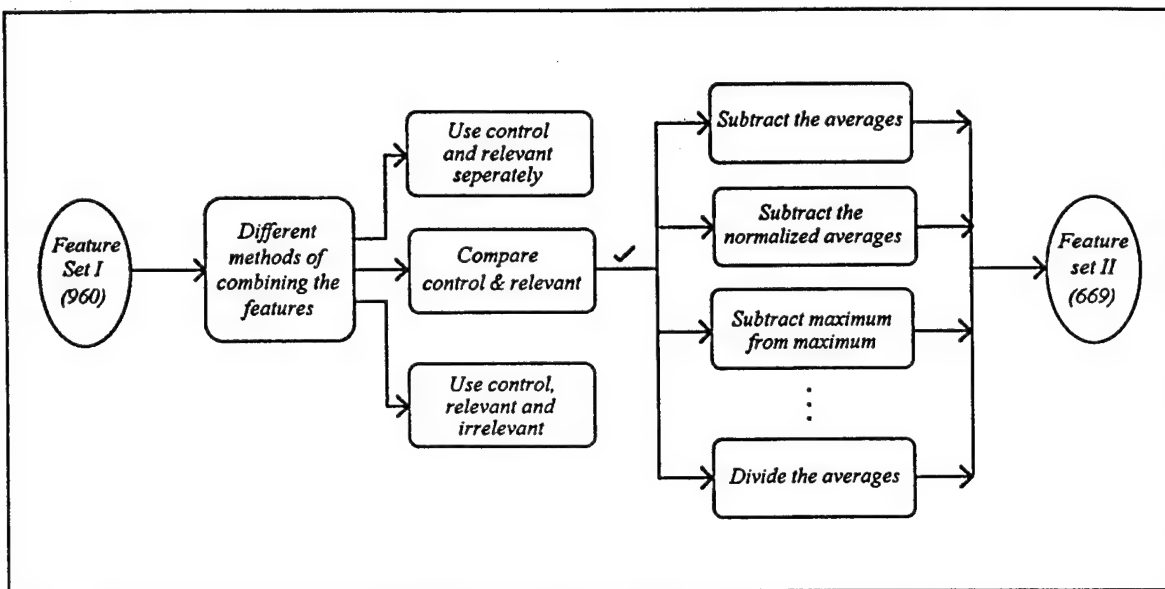 Feature
Set I
(960)
Different
methods of
combining the
features
Use control
and relevant
seperately
Compare
control & relevant
Use control,
relevant and
irrelevant
Subtract the averages
Subtract the
normalized averages
Subtract maximum
from maximum
Divide the averages
Feature
set II
(669)